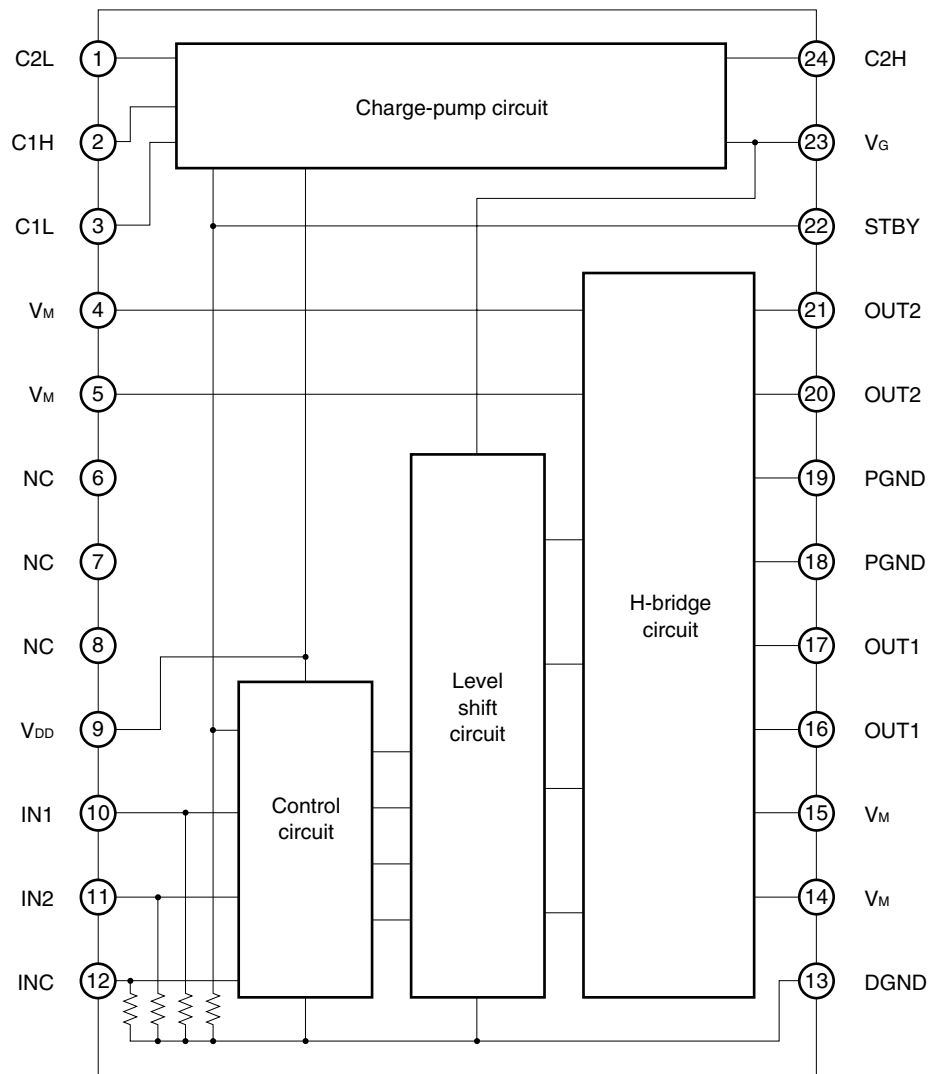 C2L 1 24 C2H
Charge-pump circuit
C1H 2 23 VG
C1L 3 22 STBY
VM 4 21 OUT2
VM 5 20 OUT2
NC 6 19 PGND
NC 7 18 PGND
H-bridge
circuit
NC 8 17 OUT1
Level
shift
circuit
VDD 9 16 OUT1
Control
circuit
IN1 10 15 VM
IN2 11 14 VM
INC 12 13 DGND